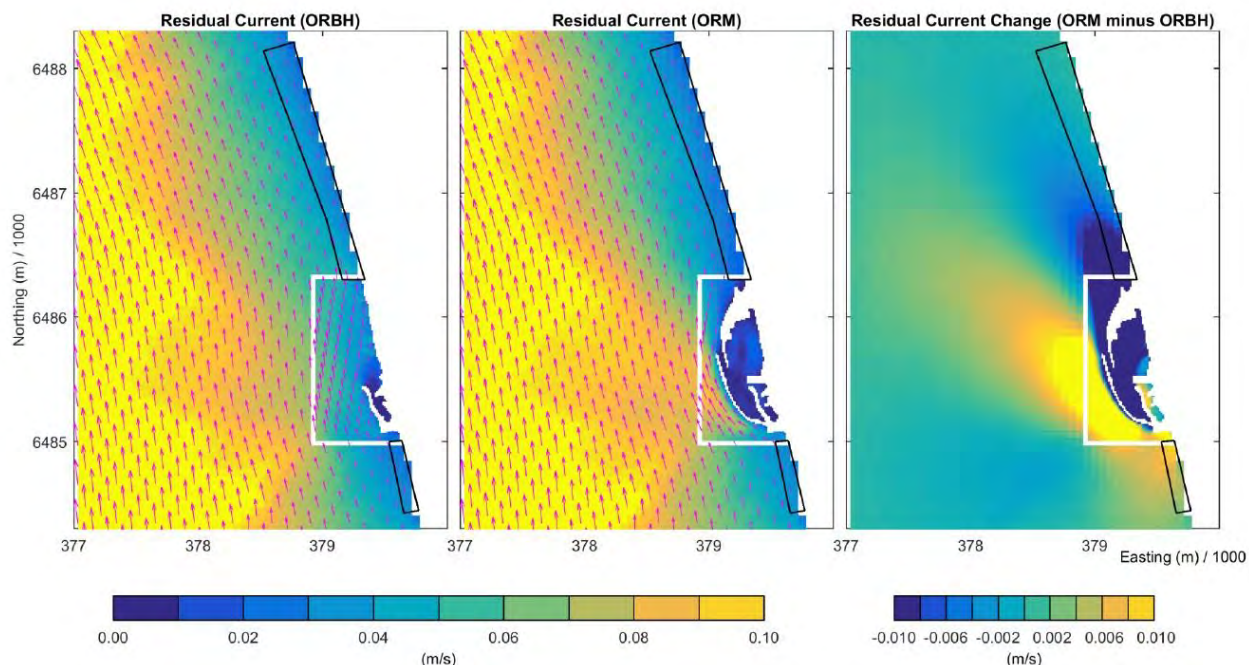 Residual Current (ORBH)
Residual Current (ORM)
Residual Current Change (ORM minus ORBH)
6488
6487
6486
6485
Northing (m) / 1000
377 378 379
377 378 379
377 378 379
Easting (m) / 1000
0.00 0.02 0.04 0.06 0.08 0.10
(m/s)
-0.010 -0.006 -0.002 0.002 0.006 0.010
(m/s)